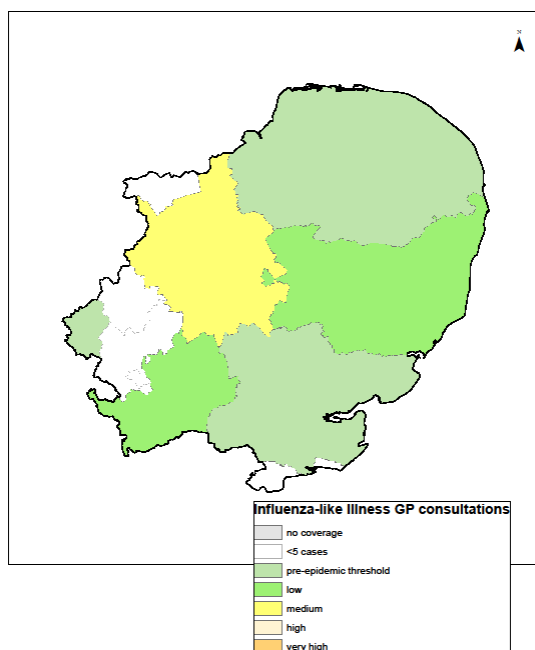 N
Influenza-like Illness GP consultations
no coverage
<5 cases
pre-epidemic threshold
low
medium
high
very high